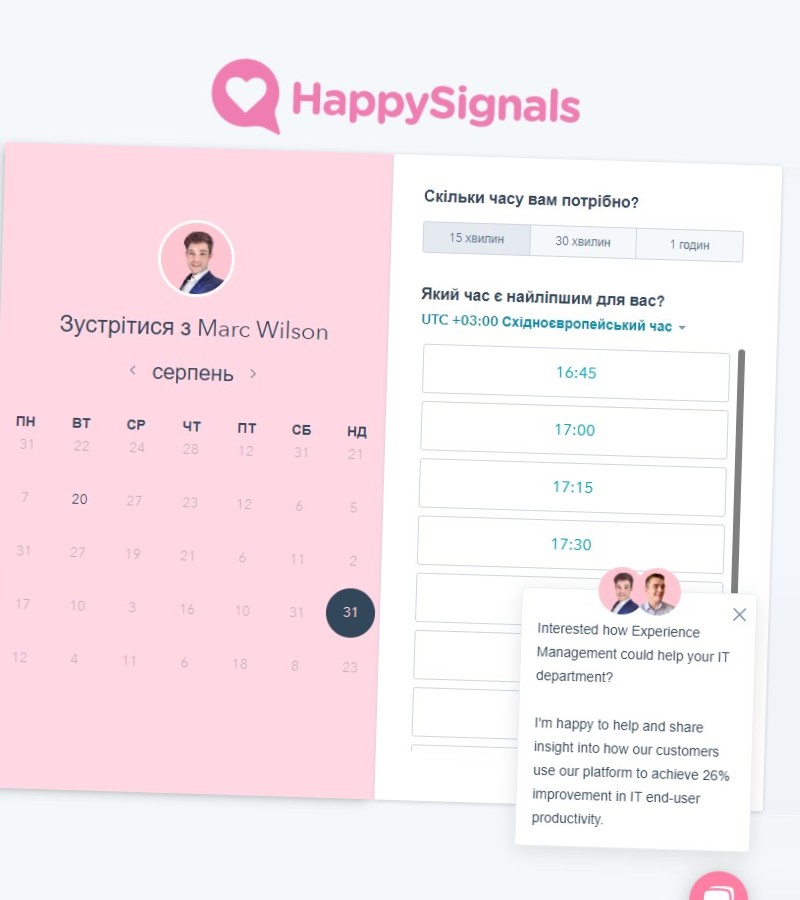 HappySignals
Зустрітися з Marc Wilson
серпень
ПН ВТ СР ЧТ ПТ СБ НД
31 22 24 28 12 31 21
7 20 27 23 12 6 5
31 27 19 21 6 11 2
17 10 3 16 10 31 31
12 4 11 6 18 8 23
Скільки часу вам потрібно?
15 хвилин 30 хвилин 1 годин
Який час є найліпшим для вас?
UTC +03:00 Східноєвропейський час
16:45
17:00
17:15
17:30
Interested how Experience
Management could help your IT
department?
I'm happy to help and share
insight into how our customers
use our platform to achieve 26%
improvement in IT end-user
productivity.